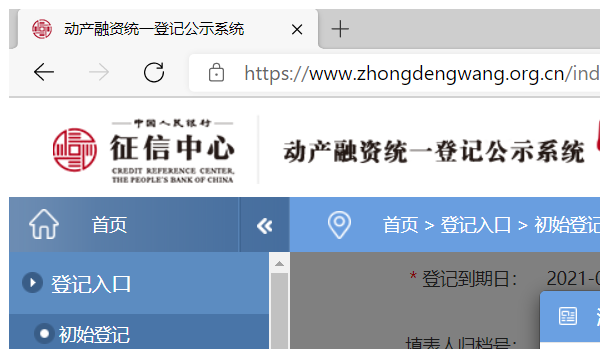 动产融资统一登记公示系统
https://www.zhongdengwang.org.cn/ind
中国人民银行
征信中心
CREDIT REFERENCE CENTER,
THE PEOPLE'S BANK OF CHINA
动产融资统一登记公示系统
首页
首页 > 登记入口 > 初始登记
登记入口
* 登记到期日：
2021-0
初始登记
填表人归档号：